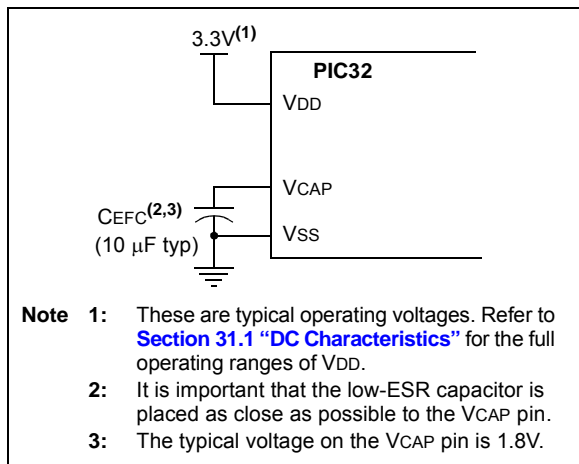 3.3V(1)
PIC32
VDD
VCAP
CEFC(2,3)
(10 μF typ)
VSS
Note 1: These are typical operating voltages. Refer to
Section 31.1 “DC Characteristics” for the full
operating ranges of VDD.
2: It is important that the low-ESR capacitor is
placed as close as possible to the VCAP pin.
3: The typical voltage on the VCAP pin is 1.8V.